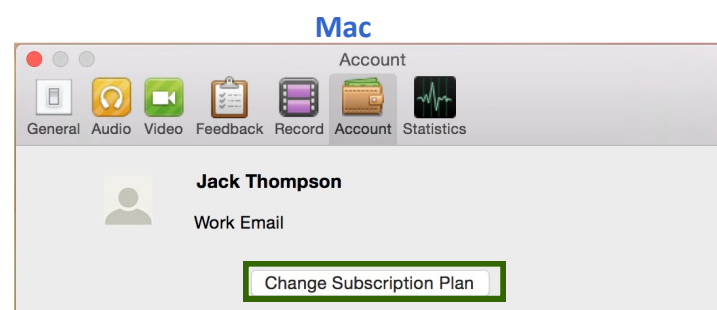 Mac
Account
General Audio Video Feedback Record Account Statistics
Jack Thompson
Work Email
Change Subscription Plan